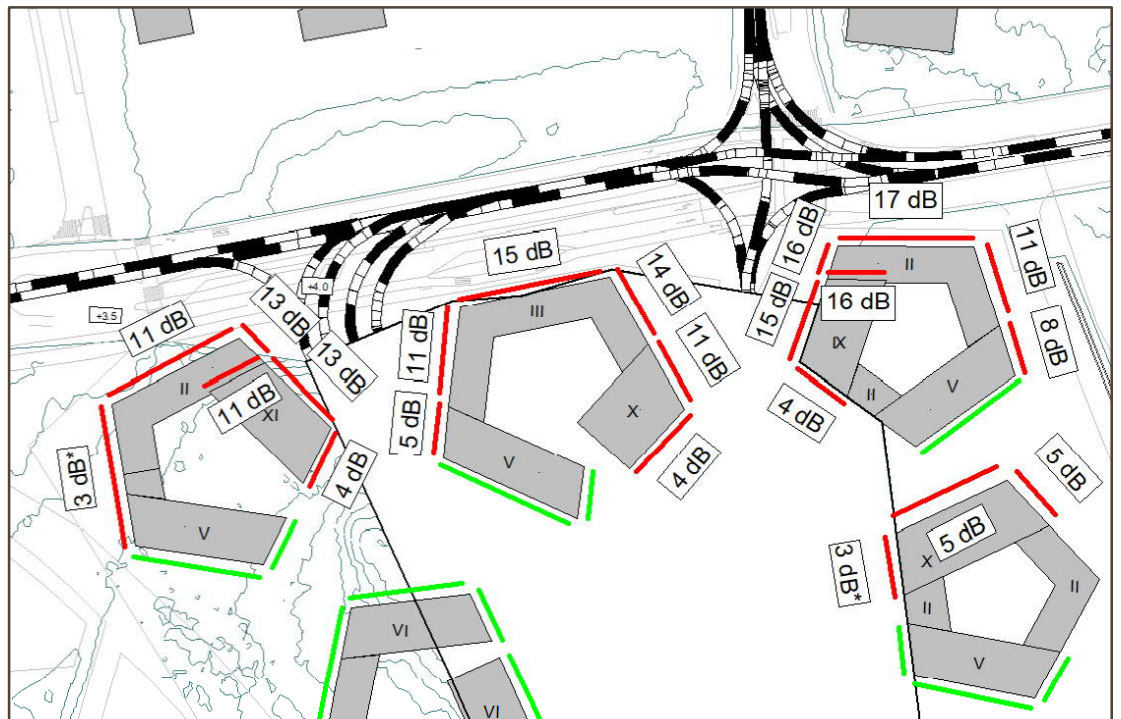 17 dB
16 dB
11 dB
15 dB
II
14 dB
+4.0
13 dB
15 dB
16 dB
+3.5
11 dB
III
11 dB
8 dB
13 dB
11 dB
IX
II
11 dB
XI
X
II
V
4 dB
5 dB
3 dB*
4 dB
V
4 dB
5 dB
V
5 dB
X
3 dB*
II
II
VI
V
VI